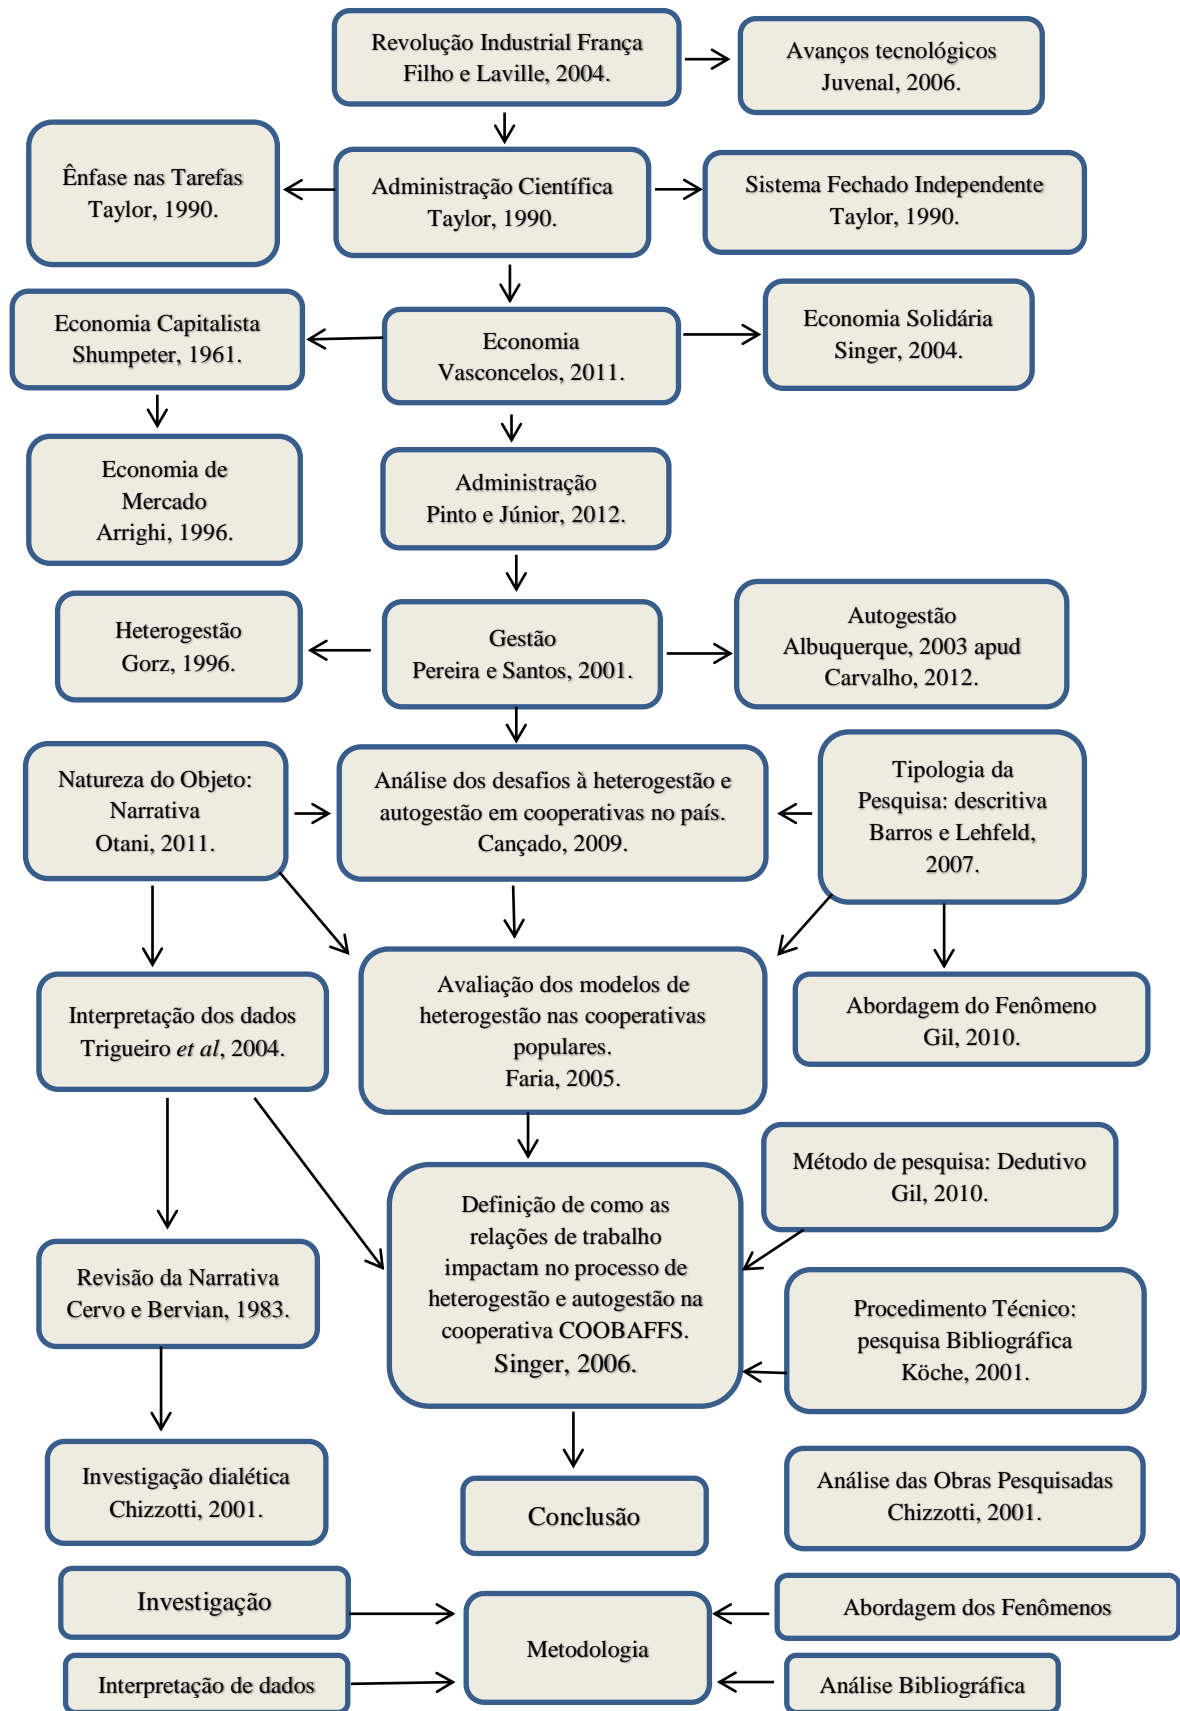 Revolução Industrial França
Filho e Laville, 2004.
Avanços tecnológicos
Juvenal, 2006.
Ênfase nas Tarefas
Taylor, 1990.
Administração Científica
Taylor, 1990.
Sistema Fechado Independente
Taylor, 1990.
Economia Capitalista
Shumpeter, 1961.
Economia
Vasconcelos, 2011.
Economia Solidária
Singer, 2004.
Economia de
Mercado
Arrighi, 1996.
Administração
Pinto e Júnior, 2012.
Heterogestão
Gorz, 1996.
Gestão
Pereira e Santos, 2001.
Autogestão
Albuquerque, 2003 apud
Carvalho, 2012.
Natureza do Objeto:
Narrativa
Otani, 2011.
Análise dos desafios à heterogestão e
autogestão em cooperativas no país.
Cançado, 2009.
Tipologia da
Pesquisa: descritiva
Barros e Lehfeld,
2007.
Interpretação dos dados
Trigueiro et al, 2004.
Avaliação dos modelos de
heterogestão nas cooperativas
populares.
Faria, 2005.
Abordagem do Fenômeno
Gil, 2010.
Método de pesquisa: Dedutivo
Gil, 2010.
Revisão da Narrativa
Cervo e Bervian, 1983.
Definição de como as
relações de trabalho
impactam no processo de
heterogestão e autogestão na
cooperativa COOBAFFS.
Singer, 2006.
Procedimento Técnico:
pesquisa Bibliográfica
Köche, 2001.
Investigação dialética
Chizzotti, 2001.
Conclusão
Análise das Obras Pesquisadas
Chizzotti, 2001.
Investigação
Metodologia
Abordagem dos Fenômenos
Interpretação de dados
Análise Bibliográfica